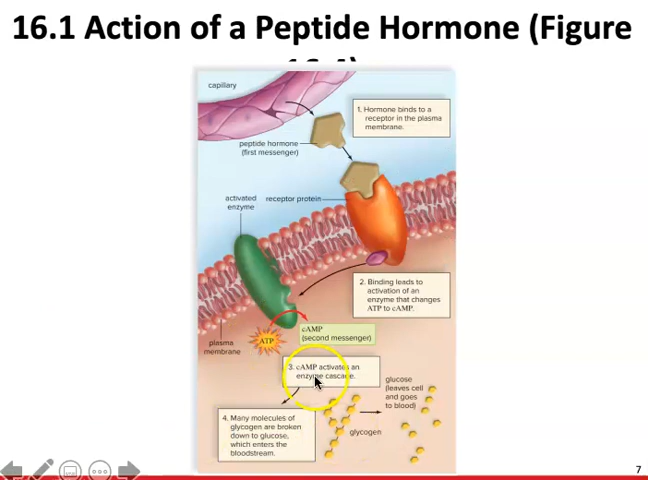 16.1 Action of a Peptide Hormone (Figure
capillary
1. Hormone binds to a
receptor in the plasma
membrane.
peptide hormone
(first messenger)
activated
enzyme
receptor protein
2. Binding leads to
activation of an
enzyme that changes
ATP to cAMP.
ATP
cAMP
(second messenger)
plasma
membrane
3. cAMP activates an
enzyme cascade.
glucose
(leaves cell
and goes
to blood)
4. Many molecules of
glycogen are broken
down to glucose,
which enters the
bloodstream.
glycogen
7